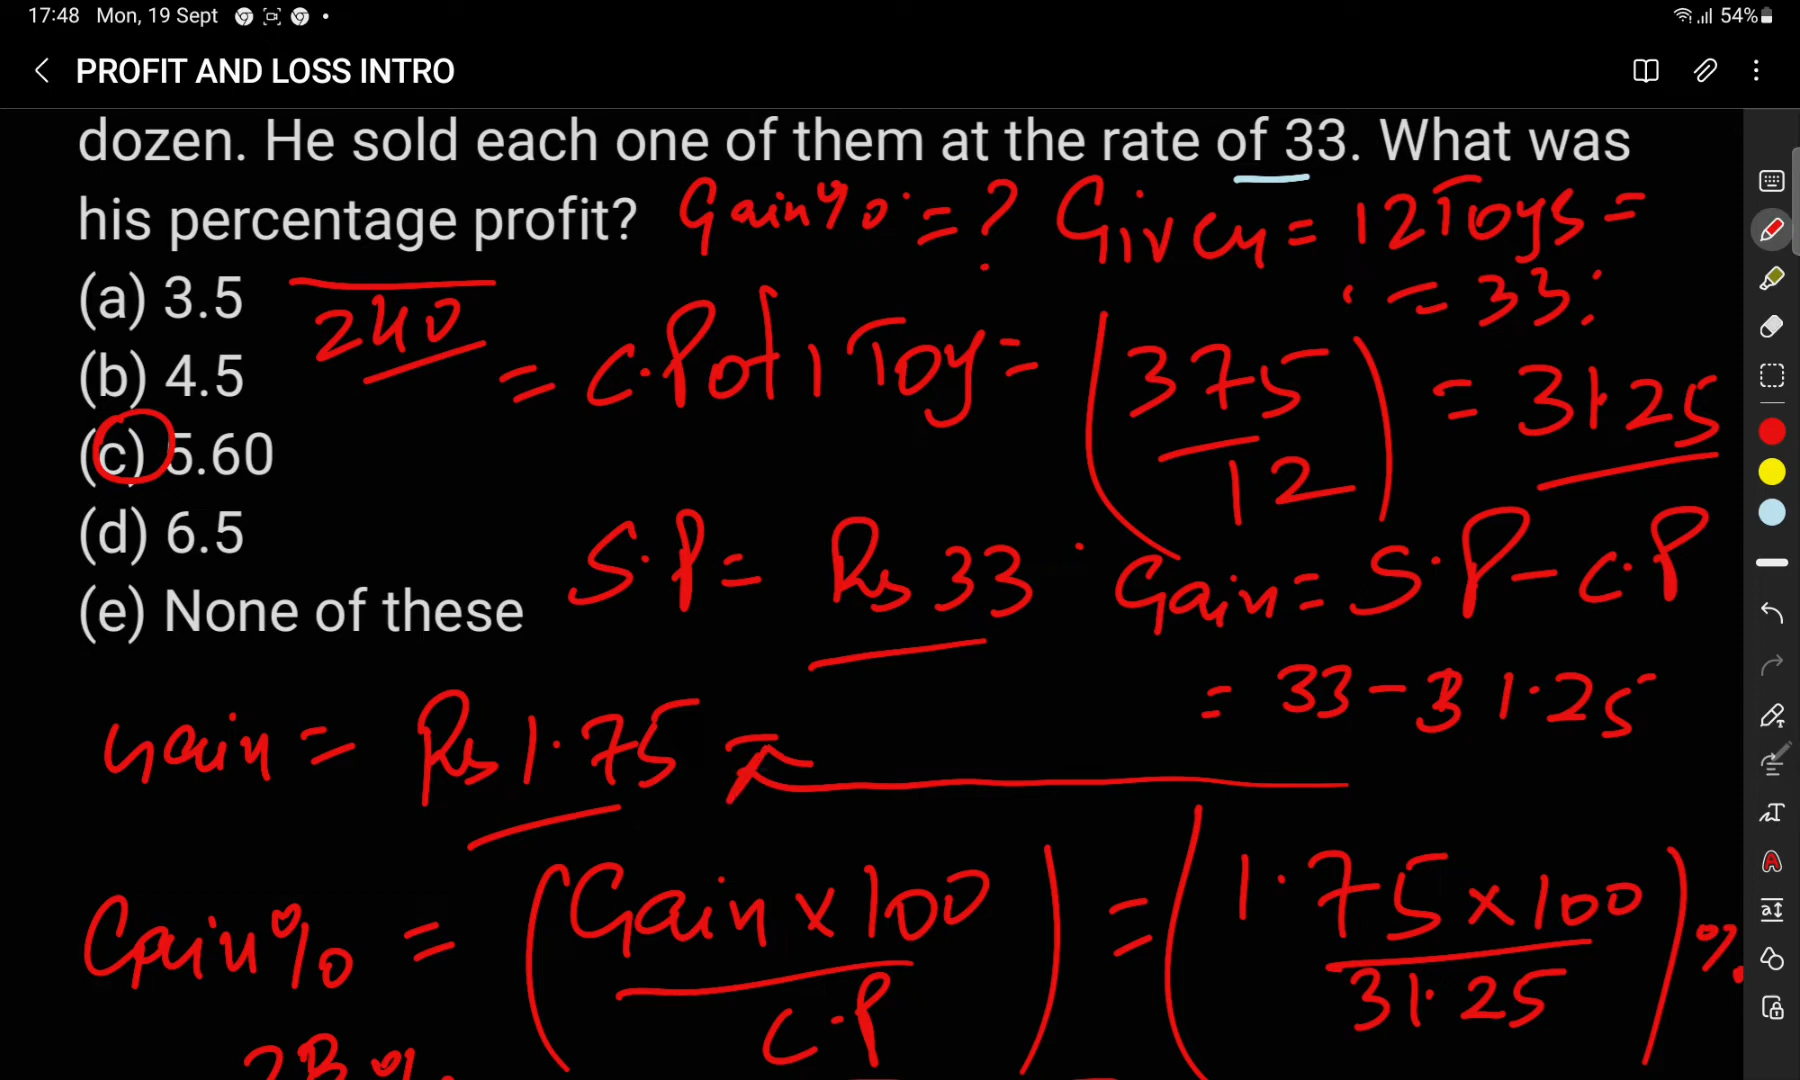 17:48 Mon, 19 Sept 54%
PROFIT AND LOSS INTRO
dozen. He sold each one of them at the rate of 33. What was
his percentage profit? Gain% = ? Given = 12 Toys =
(a) 3.5 = 33
240 = C.P of 1 Toy = (375/12) = 31.25
(b) 4.5
(c) 5.60
(d) 6.5 S.P = Rs 33 Gain = S.P - C.P
(e) None of these
= 33 - 31.25
Gain = Rs 1.75
Gain% = (Gain x 100 / C.P) = (1.75 x 100 / 31.25) %